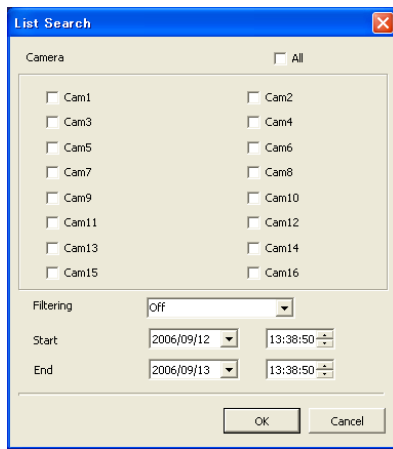 List Search
Camera All
Cam1 Cam2
Cam3 Cam4
Cam5 Cam6
Cam7 Cam8
Cam9 Cam10
Cam11 Cam12
Cam13 Cam14
Cam15 Cam16
Filtering Off
Start 2006/09/12 13:38:50
End 2006/09/13 13:38:50
OK Cancel